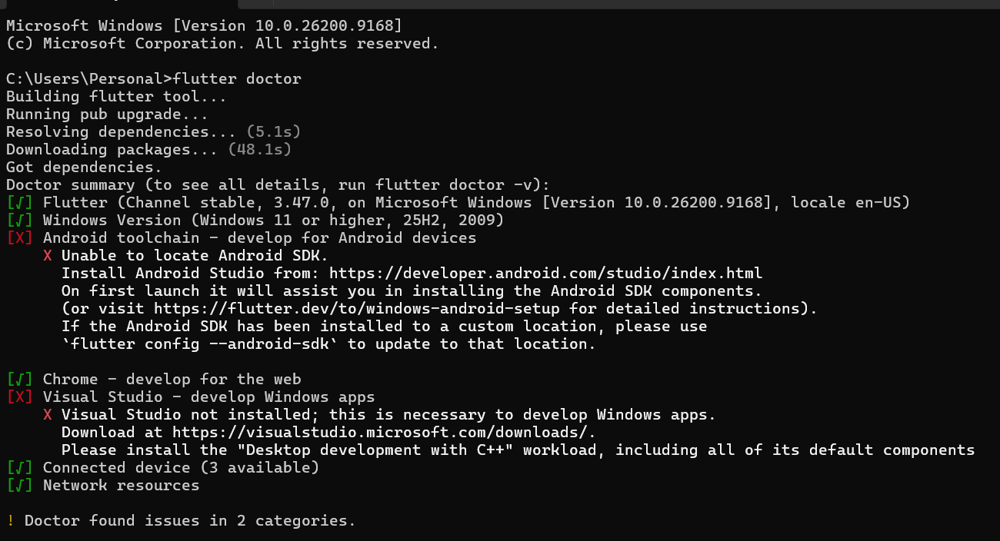 Microsoft Windows [Version 10.0.26200.9168]
(c) Microsoft Corporation. All rights reserved.
C:\Users\Personal>flutter doctor
Building flutter tool...
Running pub upgrade...
Resolving dependencies... (5.1s)
Downloading packages... (48.1s)
Got dependencies.
Doctor summary (to see all details, run flutter doctor -v):
[√] Flutter (Channel stable, 3.47.0, on Microsoft Windows [Version 10.0.26200.9168], locale en-US)
[√] Windows Version (Windows 11 or higher, 25H2, 2009)
[X] Android toolchain - develop for Android devices
X Unable to locate Android SDK.
Install Android Studio from: https://developer.android.com/studio/index.html
On first launch it will assist you in installing the Android SDK components.
(or visit https://flutter.dev/to/windows-android-setup for detailed instructions).
If the Android SDK has been installed to a custom location, please use
`flutter config --android-sdk` to update to that location.
[√] Chrome - develop for the web
[X] Visual Studio - develop Windows apps
X Visual Studio not installed; this is necessary to develop Windows apps.
Download at https://visualstudio.microsoft.com/downloads/.
Please install the "Desktop development with C++" workload, including all of its default components
[√] Connected device (3 available)
[√] Network resources
! Doctor found issues in 2 categories.